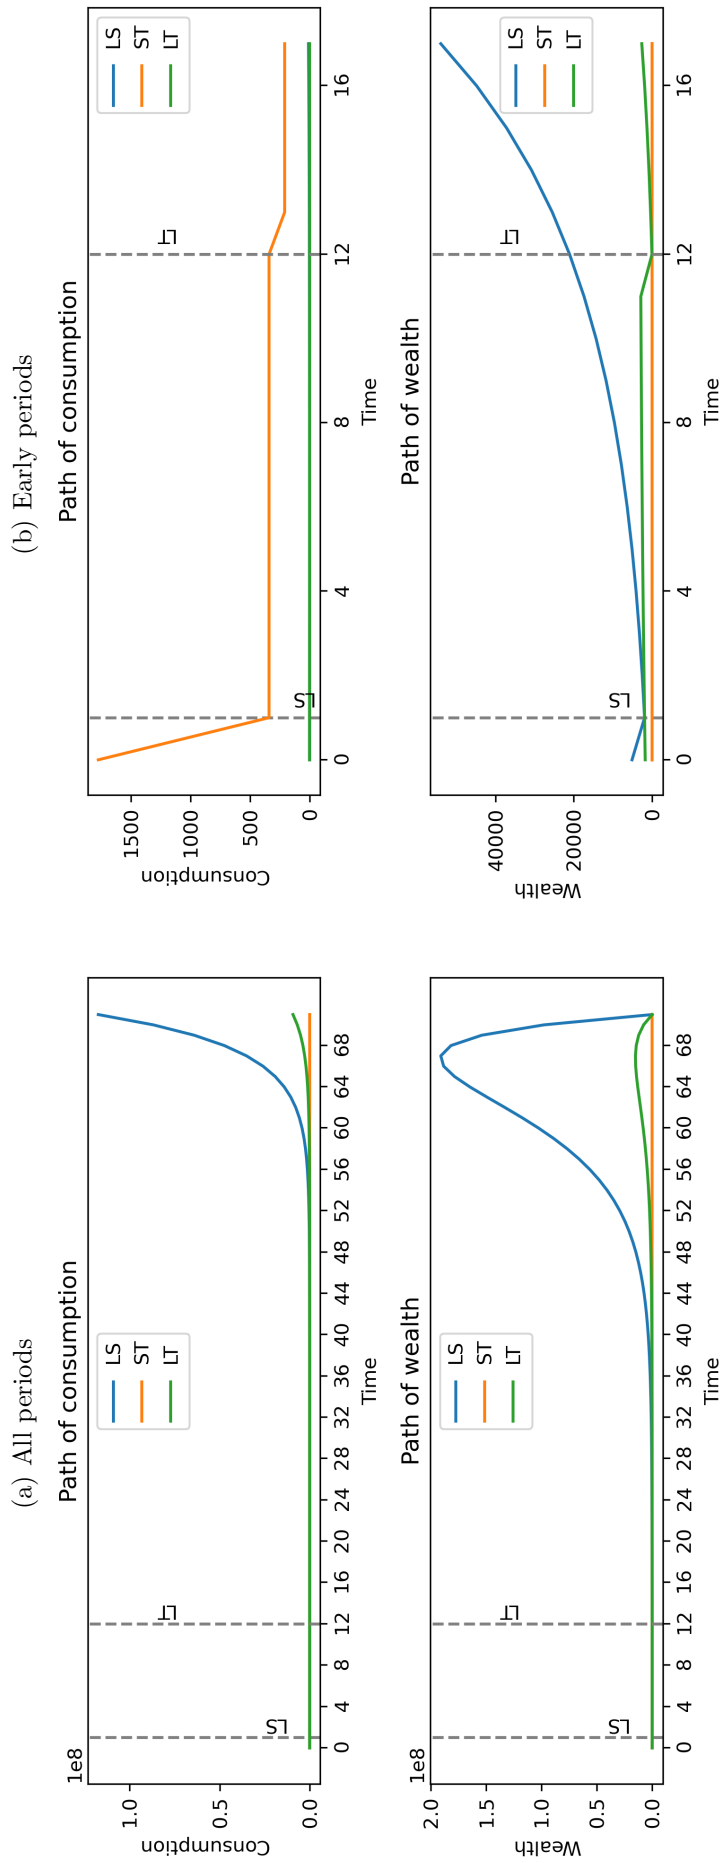 (a) All periods
Path of consumption
1e8
Consumption
1.0
0.5
0.0
LS
LT
LS
ST
LT
0 4 8 12 16 20 24 28 32 36 40 44 48 52 56 60 64 68
Time
Path of wealth
1e8
Wealth
2.0
1.5
1.0
0.5
0.0
LS
LT
LS
ST
LT
0 4 8 12 16 20 24 28 32 36 40 44 48 52 56 60 64 68
Time
(b) Early periods
Path of consumption
Consumption
1500
1000
500
0
LS
LT
LS
ST
LT
0 4 8 12 16
Time
Path of wealth
Wealth
40000
20000
0
LS
LT
LS
ST
LT
0 4 8 12 16
Time